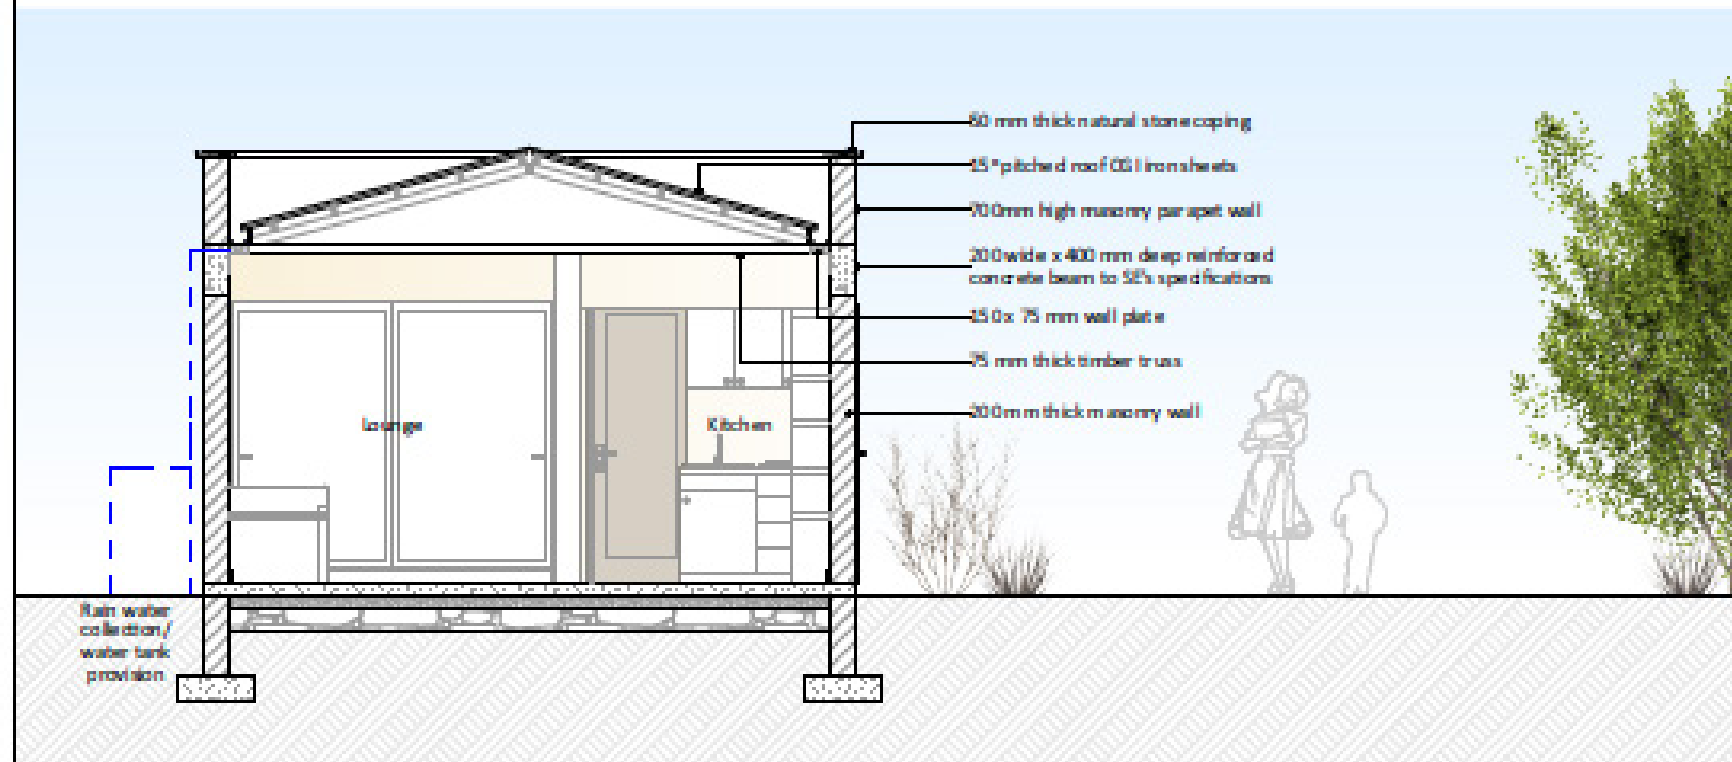 50 mm thick natural stone coping
15° pitched roof CGI iron sheets
700mm high masonry parapet wall
200 wide x 400 mm deep reinforced
concrete beam to SE's specifications
150 x 75 mm wall plate
75 mm thick timber truss
200mm thick masonry wall
Lounge
Kitchen
Rain water
collection/
water tank
provision